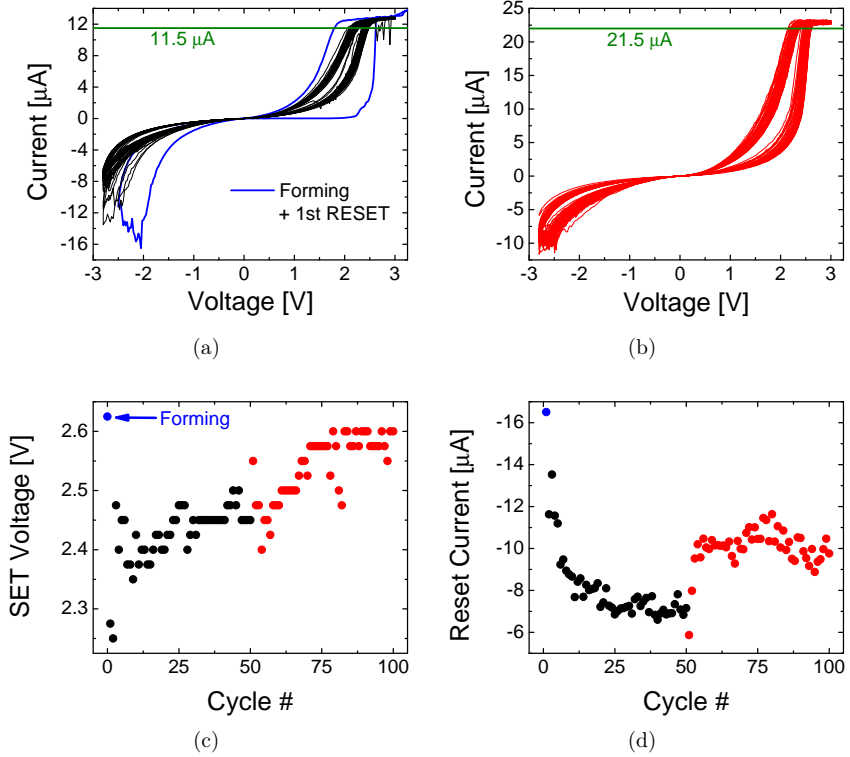 12
8
4
0
-4
-8
-12
-16
Current [μA]
11.5 μA
Forming
+ 1st RESET
-3 -2 -1 0 1 2 3
Voltage [V]
(a)
25
20
15
10
5
0
-5
-10
Current [μA]
21.5 μA
-3 -2 -1 0 1 2 3
Voltage [V]
(b)
2.6
2.5
2.4
2.3
SET Voltage [V]
Forming
0 25 50 75 100
Cycle #
(c)
-16
-14
-12
-10
-8
-6
Reset Current [μA]
0 25 50 75 100
Cycle #
(d)